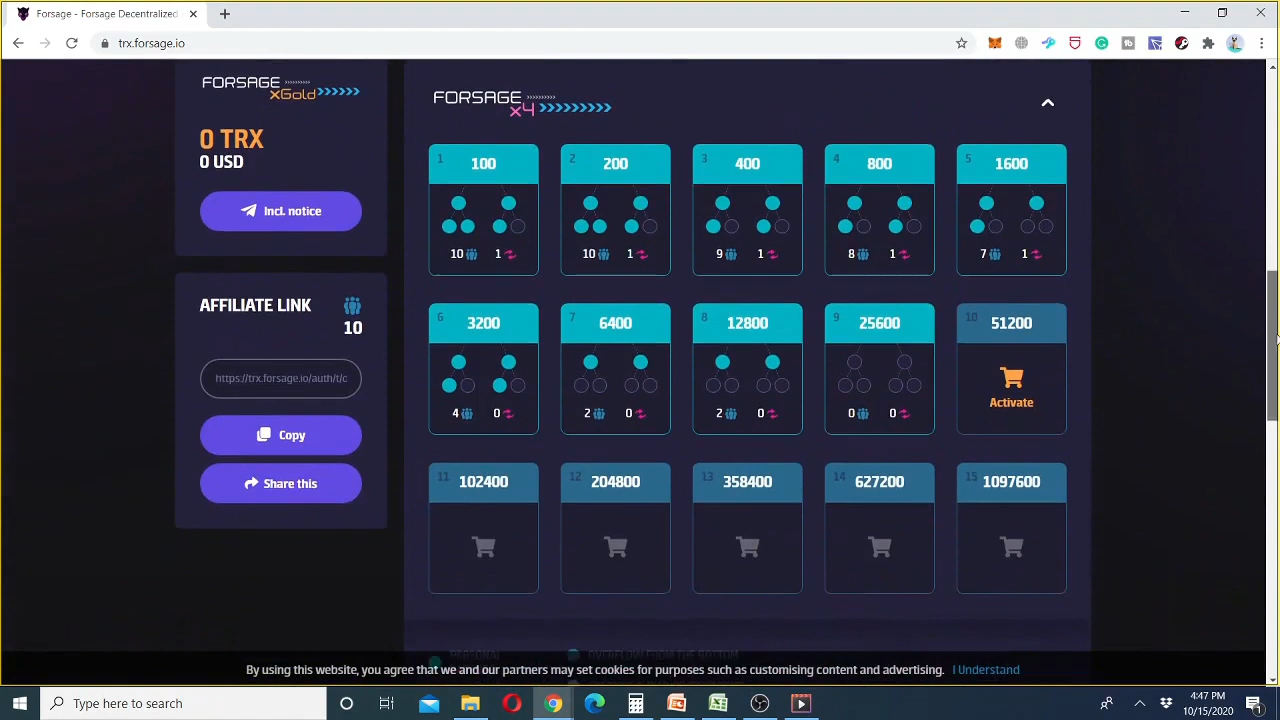 Forsage - Forsage Decentralized
trx.forsage.io
FORSAGE
xGold
0 TRX
0 USD
Incl. notice
AFFILIATE LINK
10
https://trx.forsage.io/auth/t/c
Copy
Share this
FORSAGE
x4
1 100
2 200
3 400
4 800
5 1600
10 1
10 1
9 1
8 1
7 1
6 3200
7 6400
8 12800
9 25600
10 51200
Activate
4 0
2 0
2 0
0 0
11 102400
12 204800
13 358400
14 627200
15 1097600
PERSONAL
OVERFLOW FROM THE BOTTOM
By using this website, you agree that we and our partners may set cookies for purposes such as customising content and advertising. I Understand
Type here to search
4:47 PM
10/15/2020